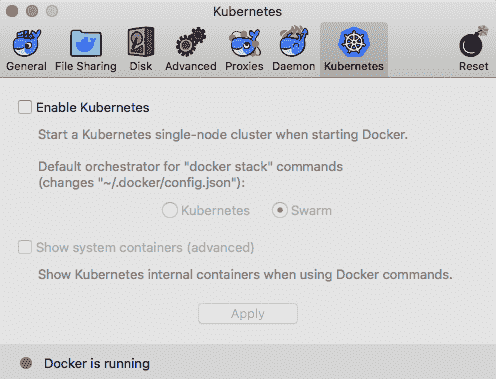 Kubernetes
General File Sharing Disk Advanced Proxies Daemon Kubernetes Reset
Enable Kubernetes
Start a Kubernetes single-node cluster when starting Docker.
Default orchestrator for "docker stack" commands
(changes "~/.docker/config.json"):
Kubernetes Swarm
Show system containers (advanced)
Show Kubernetes internal containers when using Docker commands.
Apply
Docker is running